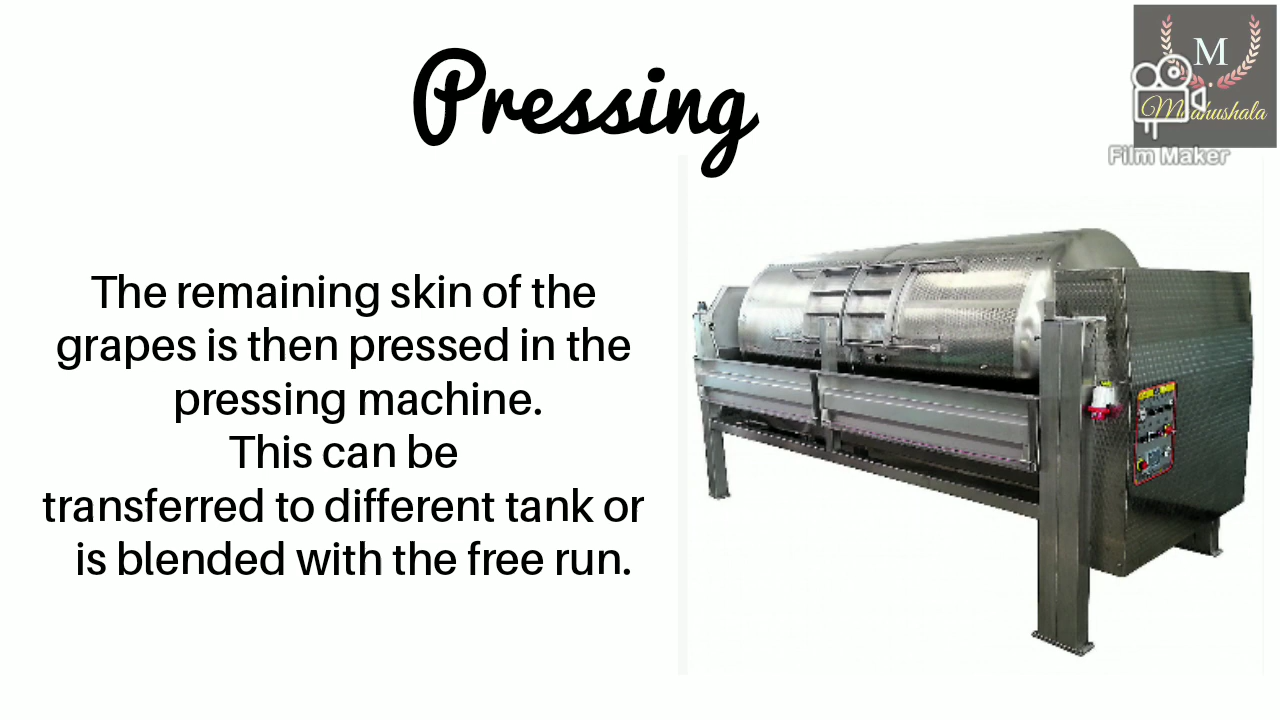 Pressing
M
Madhushala
Film Maker
The remaining skin of the
grapes is then pressed in the
pressing machine.
This can be
transferred to different tank or
is blended with the free run.